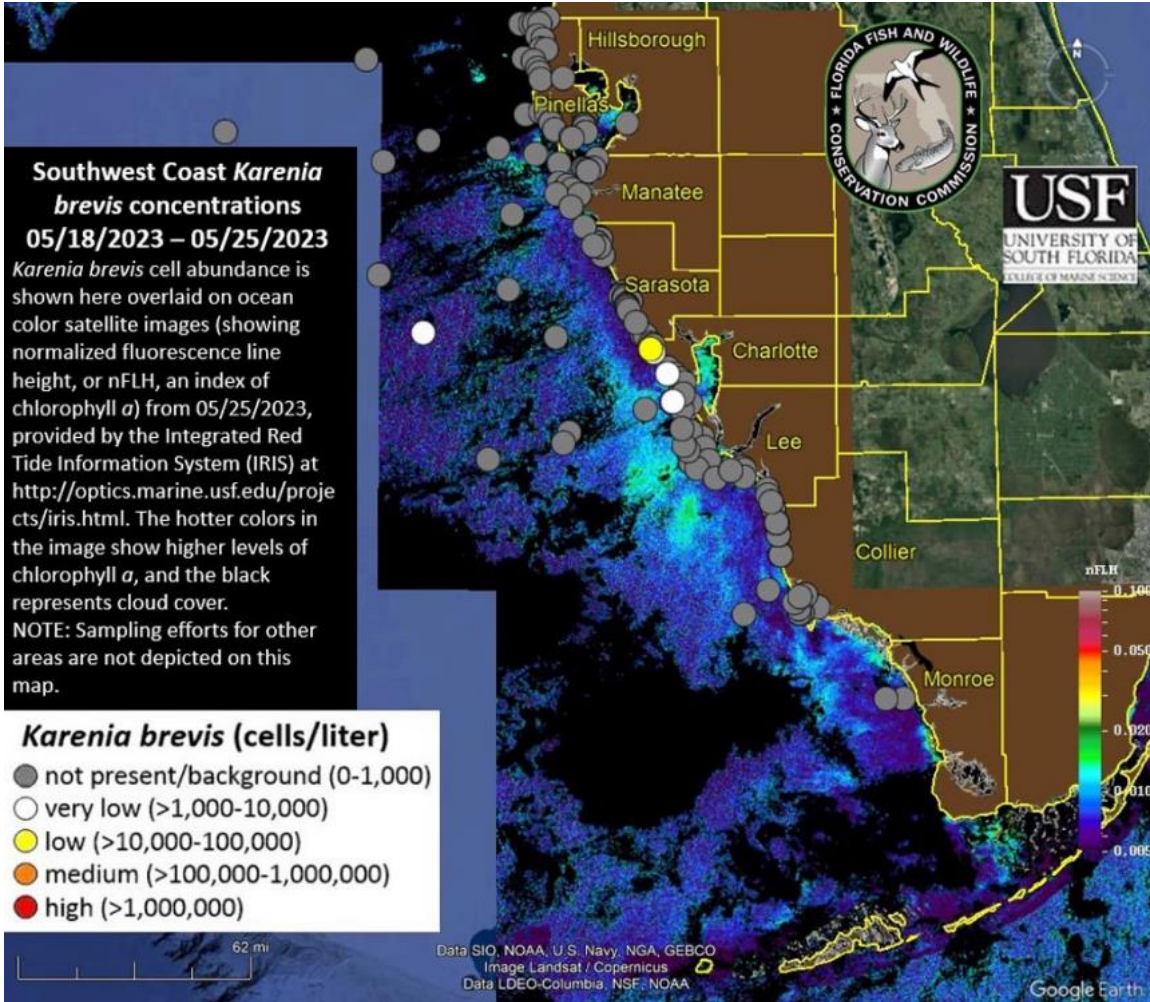 Hillsborough
Pinellas
Manatee
Sarasota
Charlotte
Lee
Collier
Monroe
N
FLORIDA FISH AND WILDLIFE
CONSERVATION COMMISSION
USF
UNIVERSITY OF
SOUTH FLORIDA
COLLEGE OF MARINE SCIENCE
Southwest Coast Karenia
brevis concentrations
05/18/2023 – 05/25/2023
Karenia brevis cell abundance is
shown here overlaid on ocean
color satellite images (showing
normalized fluorescence line
height, or nFLH, an index of
chlorophyll a) from 05/25/2023,
provided by the Integrated Red
Tide Information System (IRIS) at
http://optics.marine.usf.edu/proje
cts/iris.html. The hotter colors in
the image show higher levels of
chlorophyll a, and the black
represents cloud cover.
NOTE: Sampling efforts for other
areas are not depicted on this
map.
Karenia brevis (cells/liter)
not present/background (0-1,000)
very low (>1,000-10,000)
low (>10,000-100,000)
medium (>100,000-1,000,000)
high (>1,000,000)
nFLH
0.100
0.050
0.020
0.010
0.005
62 mi
Data SIO, NOAA, U.S. Navy, NGA, GEBCO
Image Landsat / Copernicus
Data LDEO-Columbia, NSF, NOAA
Google Earth